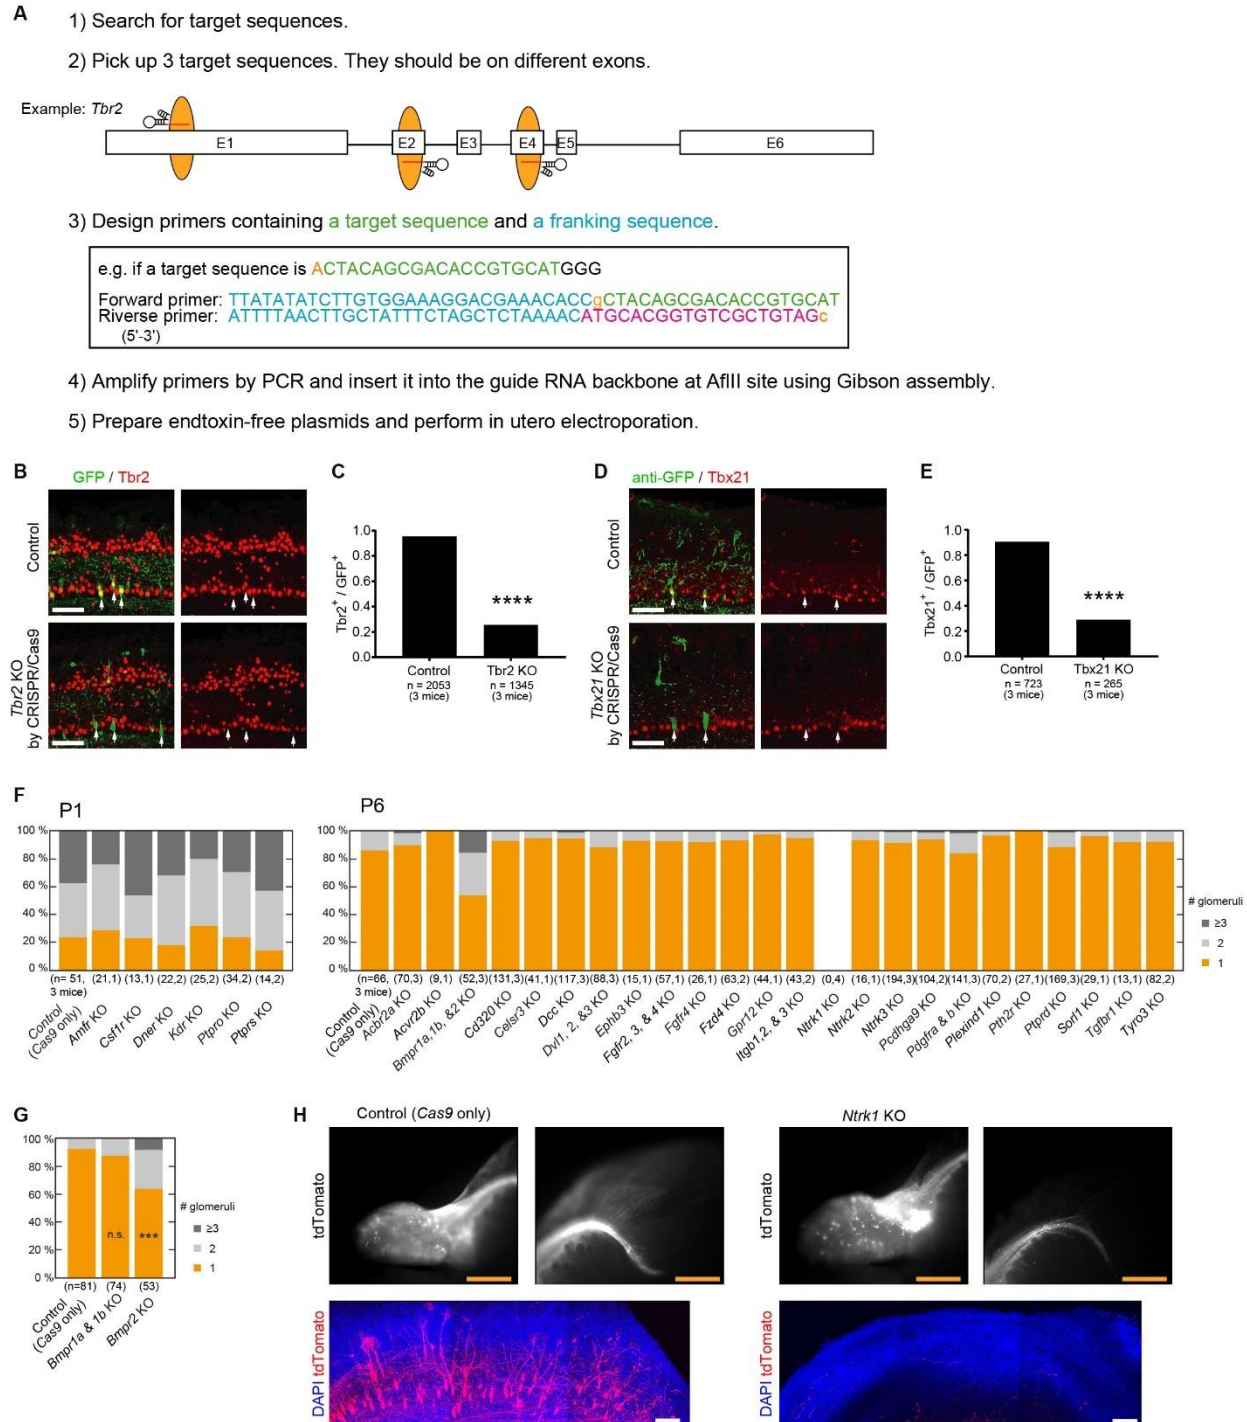 A
1) Search for target sequences.
2) Pick up 3 target sequences. They should be on different exons.
Example: Tbr2
E1
E2
E3
E4
E5
E6
3) Design primers containing a target sequence and a franking sequence.
e.g. if a target sequence is ACTACAGCGACACCGTGCATGGG
Forward primer: TTATATATCTTGTGGAAAGGACGAAACACCgCTACAGCGACACCGTGCAT
Riverse primer: ATTTTAACTTGCTATTTCTAGCTCTAAAACATGCACGGTGTCGCTGTAGc
(5'-3')
4) Amplify primers by PCR and insert it into the guide RNA backbone at AflII site using Gibson assembly.
5) Prepare endtoxin-free plasmids and perform in utero electroporation.
B
GFP / Tbr2
Control
Tbr2 KO
by CRISPR/Cas9
C
Tbr2+ / GFP+
1.0
0.8
0.6
0.4
0.2
0.0
****
Control
n = 2053
(3 mice)
Tbr2 KO
n = 1345
(3 mice)
D
anti-GFP / Tbx21
Control
Tbx21 KO
by CRISPR/Cas9
E
Tbx21+ / GFP+
1.0
0.8
0.6
0.4
0.2
0.0
****
Control
n = 723
(3 mice)
Tbx21 KO
n = 265
(3 mice)
F
P1
100 %
80 %
60 %
40 %
20 %
0 %
(n= 51, 3 mice)
(21,1)
(13,1)
(22,2)
(25,2)
(34,2)
(14,2)
Control
(Cas9 only)
Amfr KO
Csf1r KO
Dner KO
Kdr KO
Ptpro KO
Ptprs KO
P6
100 %
80 %
60 %
40 %
20 %
0 %
(n=66, 3 mice)
(70,3)
(9,1)
(52,3)
(131,3)
(41,1)
(117,3)
(88,3)
(15,1)
(57,1)
(26,1)
(63,2)
(44,1)
(43,2)
(0,4)
(16,1)
(194,3)
(104,2)
(141,3)
(70,2)
(27,1)
(169,3)
(29,1)
(13,1)
(82,2)
Control
(Cas9 only)
Acbr2a KO
Acvr2b KO
Bmpr1a, 1b, &2 KO
Cd320 KO
Celsr3 KO
Dcc KO
Dvl1, 2, &3 KO
Ephb3 KO
Fgfr2, 3, & 4 KO
Fgfr4 KO
Fzd4 KO
Gpr12 KO
Itgb1,2, & 3 KO
Ntrk1 KO
Ntrk2 KO
Ntrk3 KO
Pcdhga9 KO
Pdgfra & b KO
Plexind1 KO
Pth2r KO
Ptprd KO
Sorl1 KO
Tgfbr1 KO
Tyro3 KO
# glomeruli
≥3
2
1
G
100 %
80 %
60 %
40 %
20 %
0 %
n.s.
***
(n=81)
(74)
(53)
Control
(Cas9 only)
Bmpr1a & 1b KO
Bmpr2 KO
# glomeruli
≥3
2
1
H
Control (Cas9 only)
Ntrk1 KO
tdTomato
tdTomato
DAPI tdTomato
DAPI tdTomato